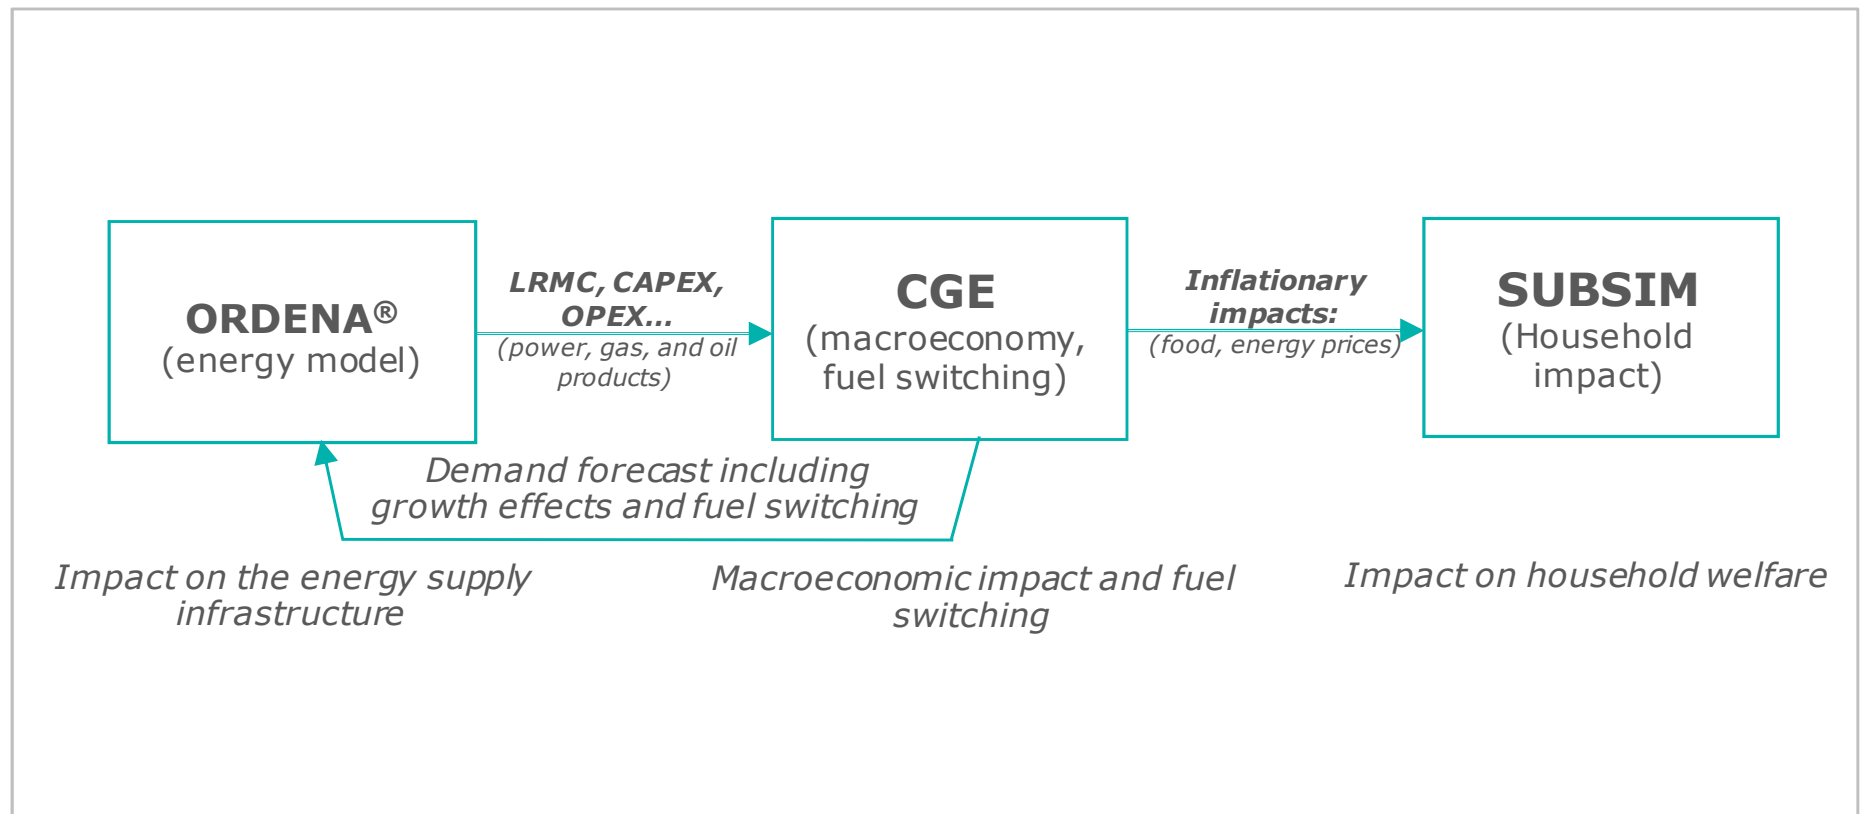 ORDENA®
(energy model)
LRMC, CAPEX,
OPEX...
(power, gas, and oil
products)
CGE
(macroeconomy,
fuel switching)
Inflationary
impacts:
(food, energy prices)
SUBSIM
(Household
impact)
Demand forecast including
growth effects and fuel switching
Impact on the energy supply
infrastructure
Macroeconomic impact and fuel
switching
Impact on household welfare